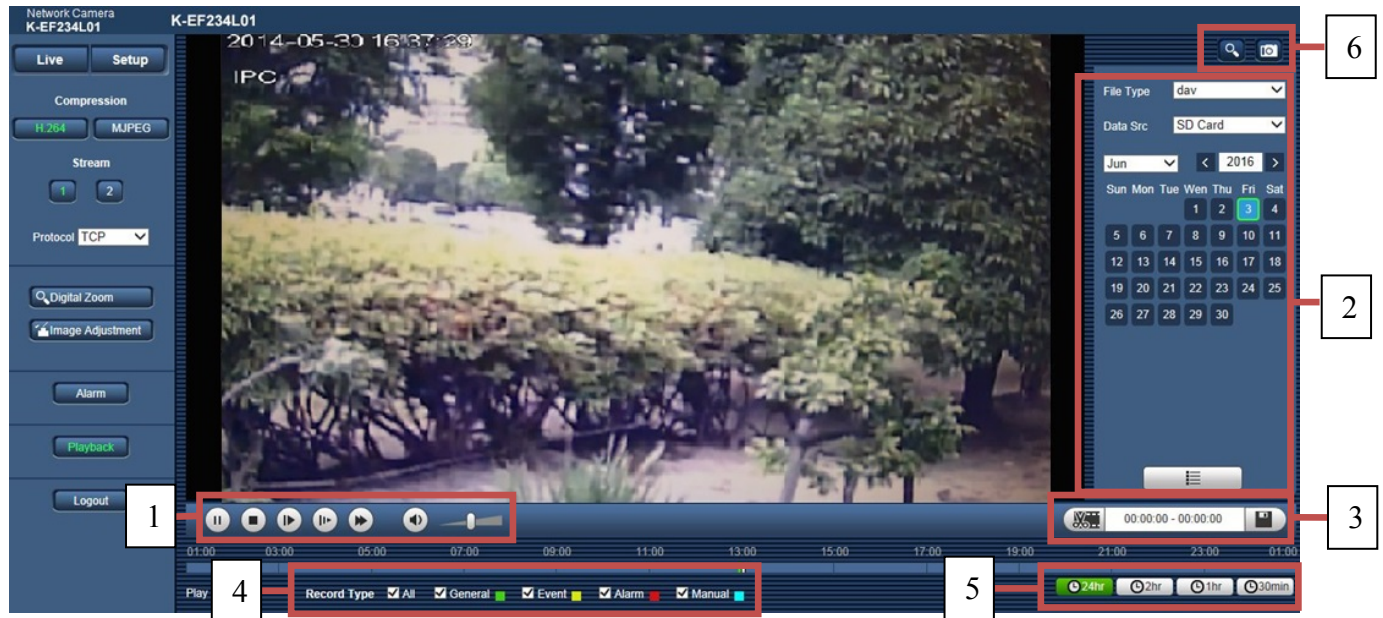 Network Camera
K-EF234L01
K-EF234L01
Live Setup
Compression
H.264 MJPEG
Stream
1 2
Protocol TCP
Digital Zoom
Image Adjustment
Alarm
Playback
Logout
2014-05-30 16:37:29
IPC
6
File Type dav
Data Src SD Card
Jun < 2016 >
Sun Mon Tue Wen Thu Fri Sat
1 2 3 4
5 6 7 8 9 10 11
12 13 14 15 16 17 18
19 20 21 22 23 24 25
26 27 28 29 30
2
1
00:00:00 - 00:00:00
3
01:00 03:00 05:00 07:00 09:00 11:00 13:00 15:00 17:00 19:00 21:00 23:00 01:00
Play
4
Record Type All General Event Alarm Manual
5
24hr 2hr 1hr 30min